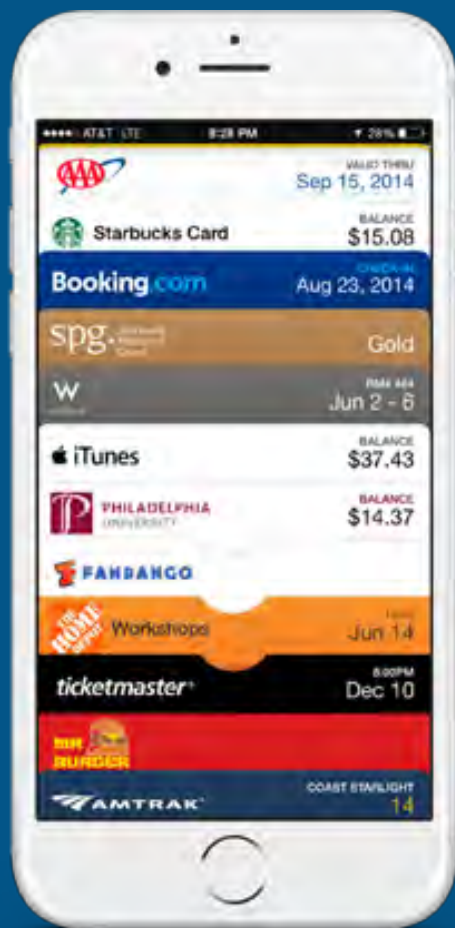 AT&T LTE 8:28 PM 28%
AAA VALID THRU
Sep 15, 2014
Starbucks Card BALANCE
$15.08
Booking.com CHECK-IN
Aug 23, 2014
spg. Gold
W
Jun 2 - 6
iTunes BALANCE
$37.43
PHILADELPHIA BALANCE
UNIVERSITY $14.37
FANDANGO
THE HOME DEPOT Workshops Jun 14
ticketmaster 8:00PM
Dec 10
MR BURGER
AMTRAK COAST STARLIGHT
14